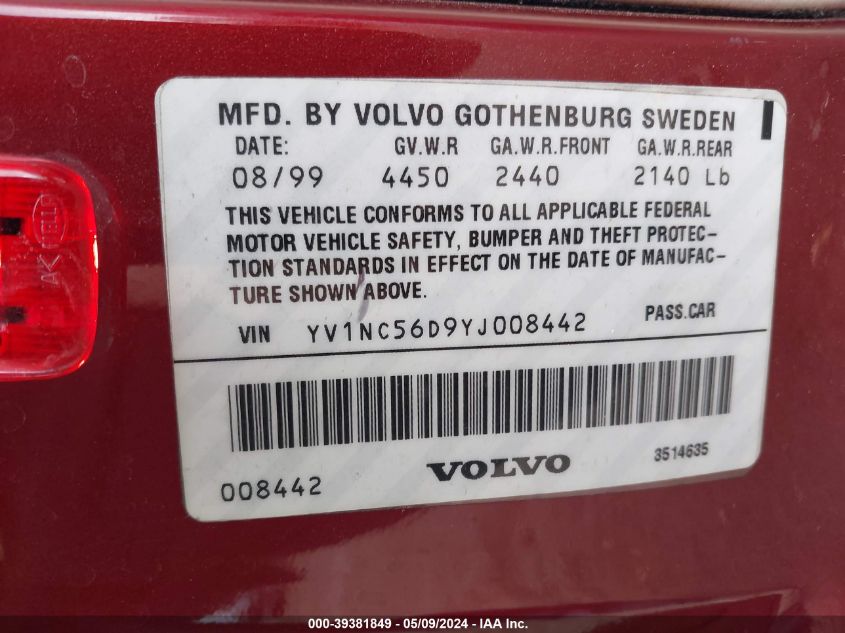 MFD. BY VOLVO GOTHENBURG SWEDEN
DATE: GV.W.R GA.W.R.FRONT GA.W.R.REAR
08/99 4450 2440 2140 Lb
THIS VEHICLE CONFORMS TO ALL APPLICABLE FEDERAL
MOTOR VEHICLE SAFETY, BUMPER AND THEFT PROTEC-
TION STANDARDS IN EFFECT ON THE DATE OF MANUFAC-
TURE SHOWN ABOVE.
VIN YV1NC56D9YJ008442 PASS.CAR
008442 VOLVO 3514635
000-39381849 - 05/09/2024 - IAA Inc.